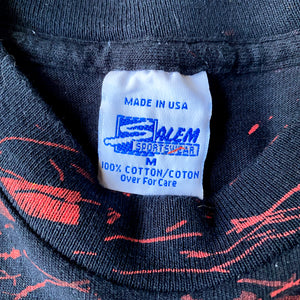 MADE IN USA
SALEM
SPORTSWEAR
M
100% COTTON/COTON
Over For Care